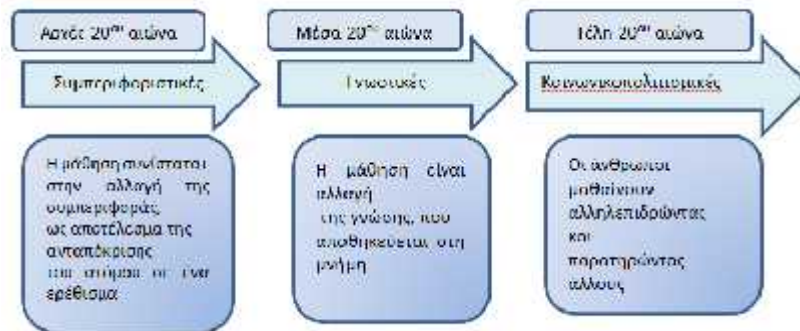 Αρχές 20ου αιώνα
Μέσα 20ου αιώνα
Τέλη 20ου αιώνα
Συμπεριφοριστικές
Γνωστικές
Κοινωνικοπολιτισμικές
Η μάθηση συνίσταται
στην αλλαγή της
συμπεριφοράς,
ως αποτέλεσμα της
ανταπόκρισης
του ατόμου σε ένα
ερέθισμα
Η μάθηση είναι
αλλαγή
της γνώσης, που
αποθηκεύεται στη
μνήμη
Οι άνθρωποι
μαθαίνουν
αλληλεπιδρώντας
και
παρατηρώντας
άλλους